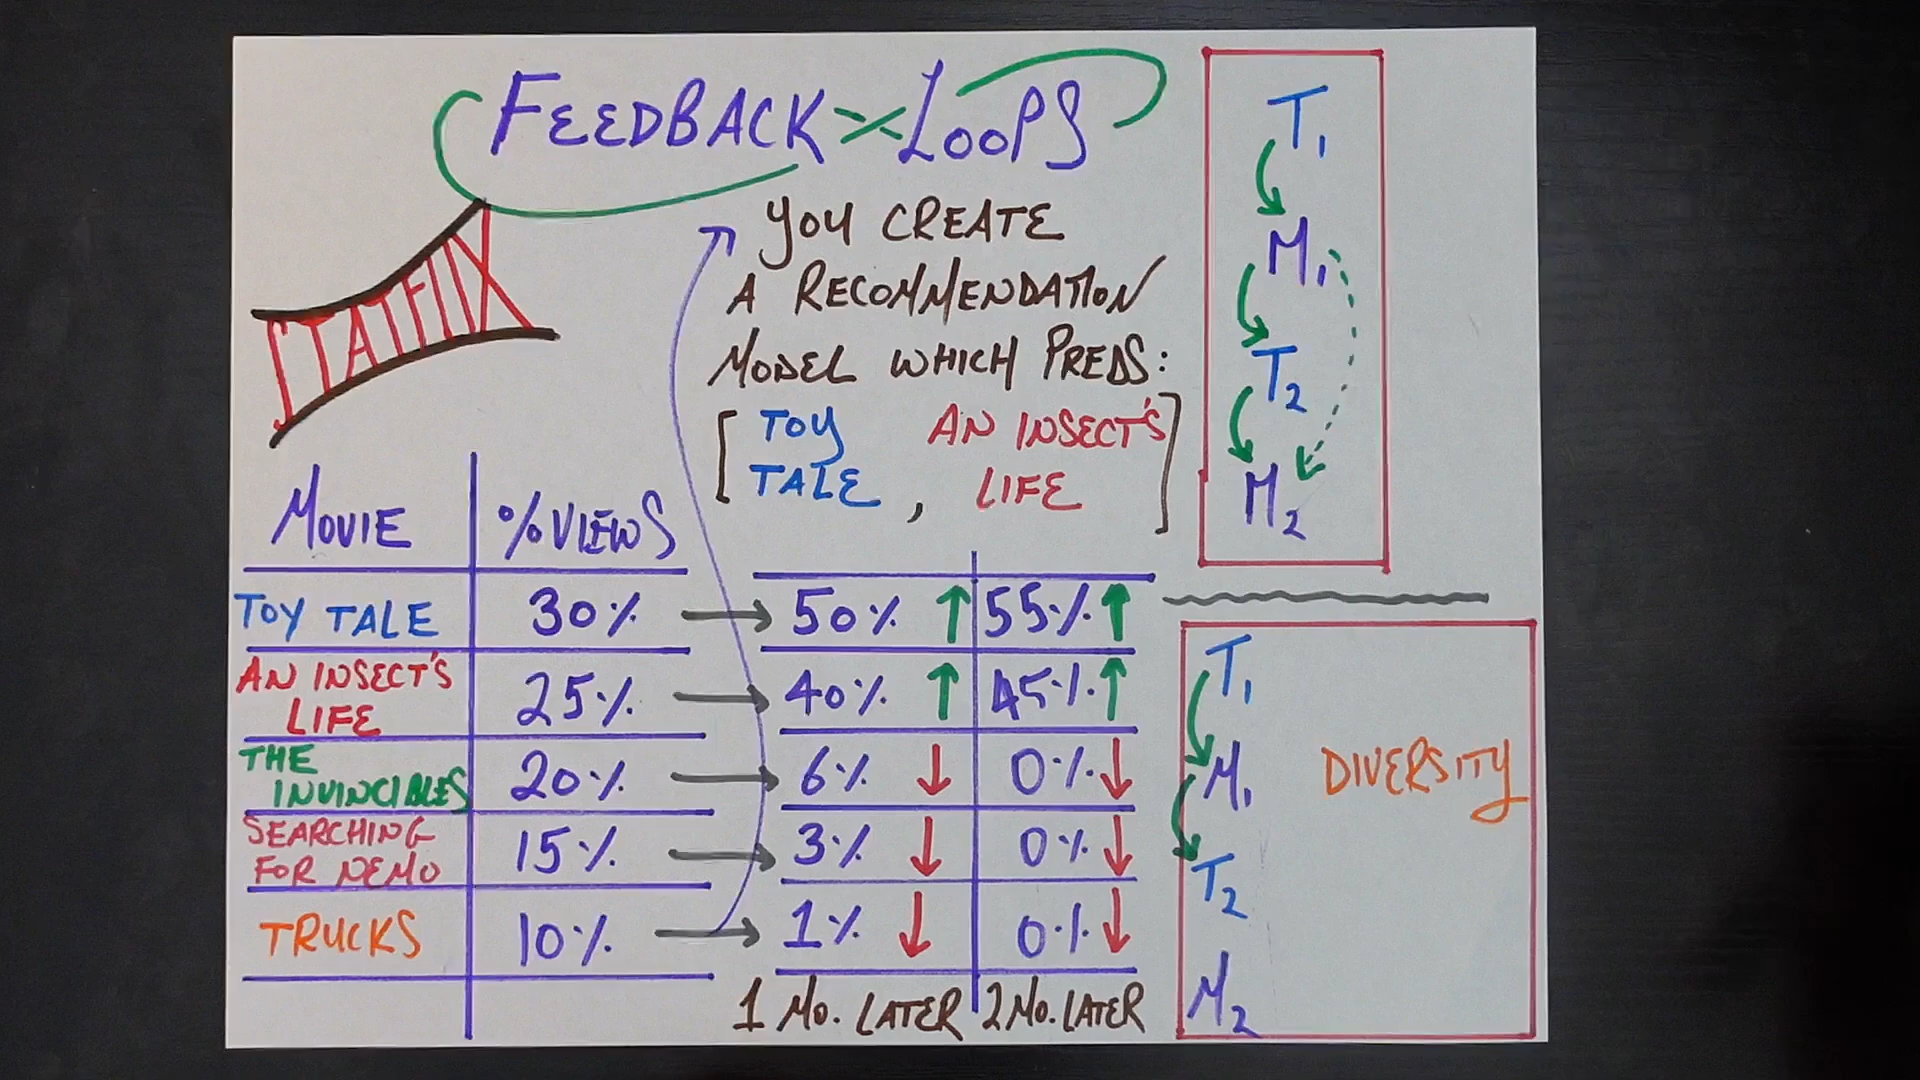 FEEDBACK LOOPS
STATFLIX
YOU CREATE
A RECOMMENDATION
MODEL WHICH PREDS:
[TOY TALE, AN INSECT'S LIFE]
MOVIE %VIEWS
TOY TALE 30% 50% 55%
AN INSECT'S LIFE 25% 40% 45%
THE INVINCIBLES 20% 6% 0%
SEARCHING FOR NEMO 15% 3% 0%
TRUCKS 10% 1% 0%
1 MO. LATER 2 MO. LATER
T1
M1
T2
M2
T1
M1 DIVERSITY
T2
M2